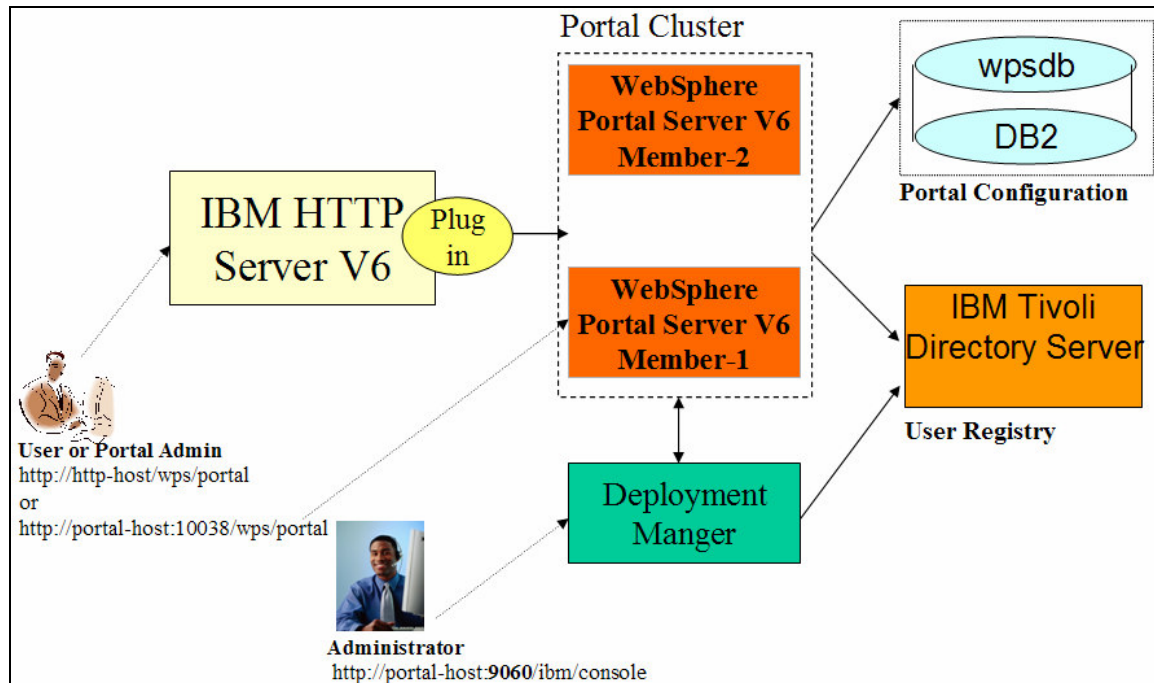 Portal Cluster
WebSphere
Portal Server V6
Member-2
wpsdb
DB2
Portal Configuration
IBM HTTP
Server V6
Plug
in
WebSphere
Portal Server V6
Member-1
IBM Tivoli
Directory Server
User Registry
User or Portal Admin
http://http-host/wps/portal
or
http://portal-host:10038/wps/portal
Deployment
Manger
Administrator
http://portal-host:9060/ibm/console